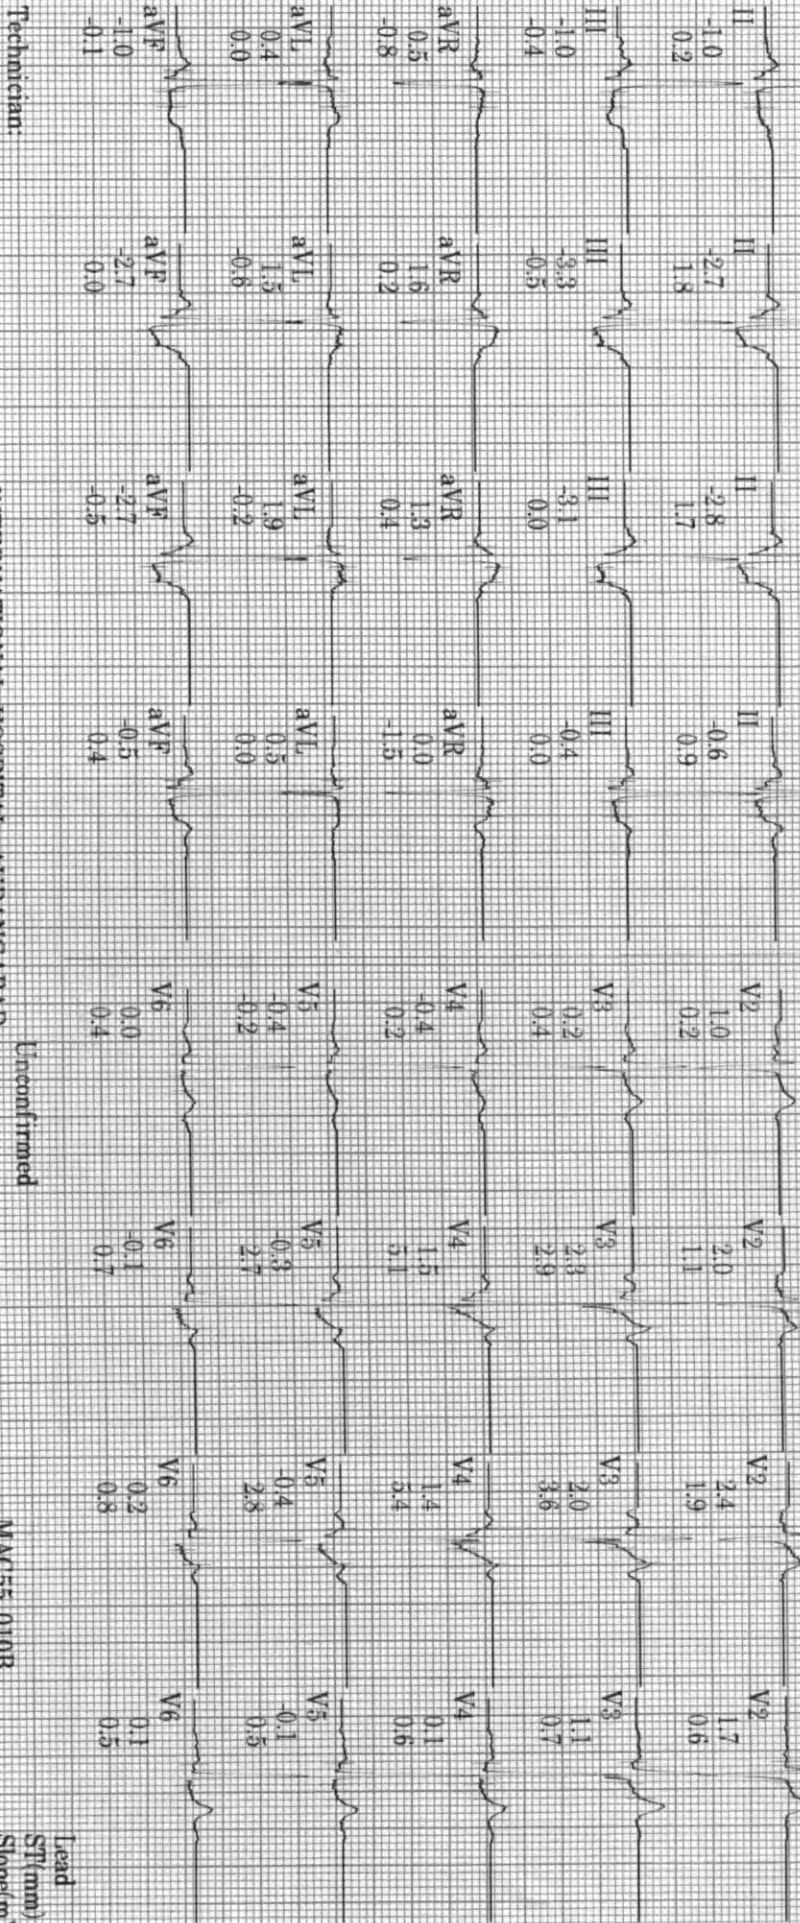 II II II II V2 V2 V2 V2
-1.0 -2.7 -2.8 -0.6 1.0 2.0 2.4 1.7
0.2 1.8 1.7 0.9 0.2 1.1 1.9 0.6
III III III III V3 V3 V3 V3
-1.0 -3.3 -3.1 -0.4 0.2 2.3 2.0 1.1
-0.4 0.5 0.0 0.0 0.4 2.9 3.6 0.7
aVR aVR aVR aVR V4 V4 V4 V4
0.5 1.6 1.3 0.0 -0.4 1.5 1.4 0.1
-0.8 0.2 0.4 -1.5 0.2 5.1 5.4 0.6
aVL aVL aVL aVL V5 V5 V5 V5
0.4 1.5 1.9 0.5 -0.4 -0.3 -0.4 -0.1
0.0 -0.6 -0.2 0.0 -0.2 2.7 2.8 0.5
aVF aVF aVF aVF V6 V6 V6 V6
-1.0 -2.7 -2.7 -0.5 0.0 -0.1 0.2 0.1
-0.1 0.0 -0.5 0.4 0.4 0.7 0.8 0.5
Lead
ST(mm)
Technician: Unconfirmed